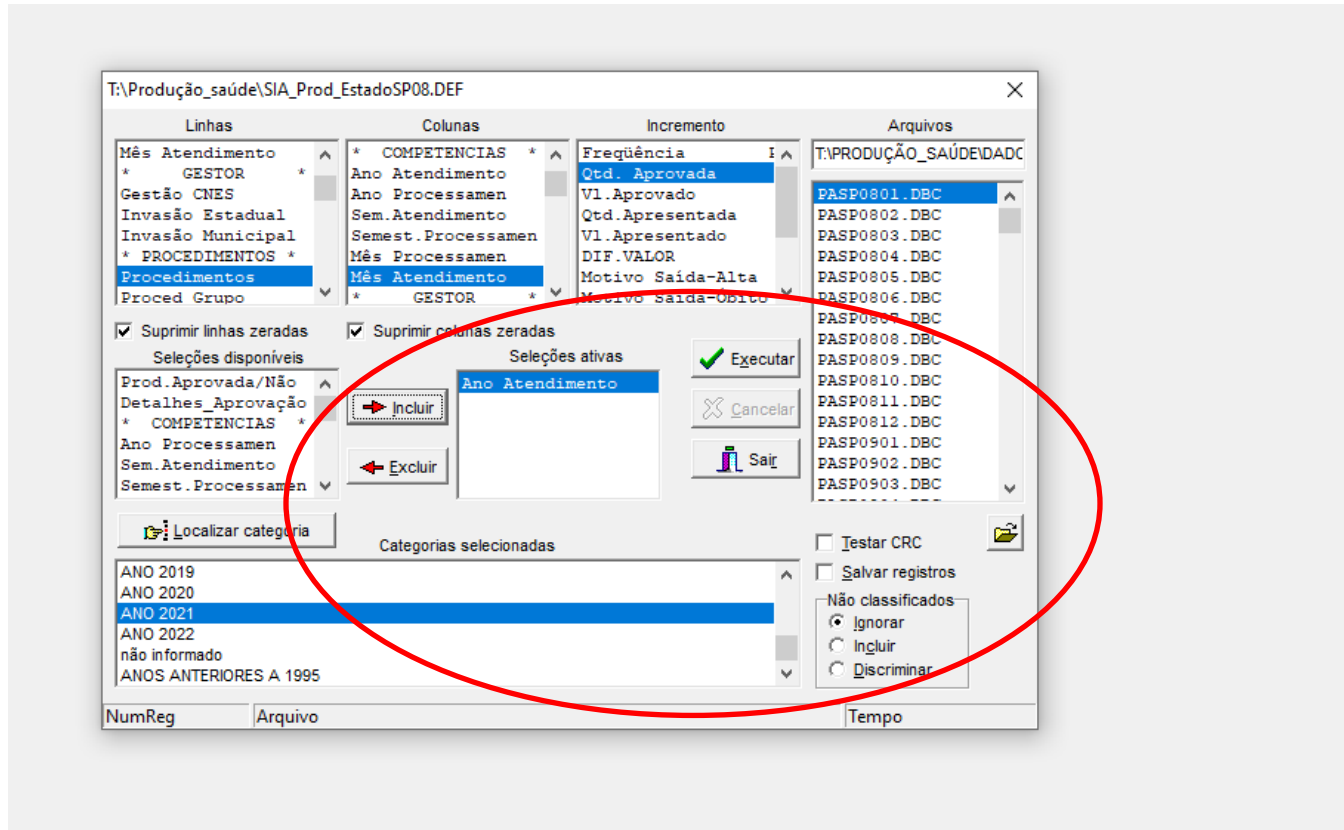 T:\Produção_saúde\SIA_Prod_EstadoSP08.DEF
Linhas
Mês Atendimento
* GESTOR *
Gestão CNES
Invasão Estadual
Invasão Municipal
* PROCEDIMENTOS *
Procedimentos
Proced Grupo
Suprimir linhas zeradas
Colunas
* COMPETENCIAS *
Ano Atendimento
Ano Processamen
Sem.Atendimento
Semest.Processamen
Mês Processamen
Mês Atendimento
* GESTOR *
Suprimir colunas zeradas
Incremento
Freqüência
Qtd. Aprovada
Vl.Aprovado
Qtd.Apresentada
Vl.Apresentado
DIF.VALOR
Motivo Saída-Alta
Motivo Saída-Óbito
Arquivos
T:\PRODUÇÃO_SAÚDE\DADO
PASP0801.DBC
PASP0802.DBC
PASP0803.DBC
PASP0804.DBC
PASP0805.DBC
PASP0806.DBC
PASP0807.DBC
PASP0808.DBC
PASP0809.DBC
PASP0810.DBC
PASP0811.DBC
PASP0812.DBC
PASP0901.DBC
PASP0902.DBC
PASP0903.DBC
Seleções disponíveis
Prod.Aprovada/Não
Detalhes_Aprovação
* COMPETENCIAS *
Ano Processamen
Sem.Atendimento
Semest.Processamen
Incluir
Excluir
Seleções ativas
Ano Atendimento
Executar
Cancelar
Sair
Localizar categoria
Categorias selecionadas
ANO 2019
ANO 2020
ANO 2021
ANO 2022
não informado
ANOS ANTERIORES A 1995
Testar CRC
Salvar registros
Não classificados
Ignorar
Incluir
Discriminar
NumReg
Arquivo
Tempo